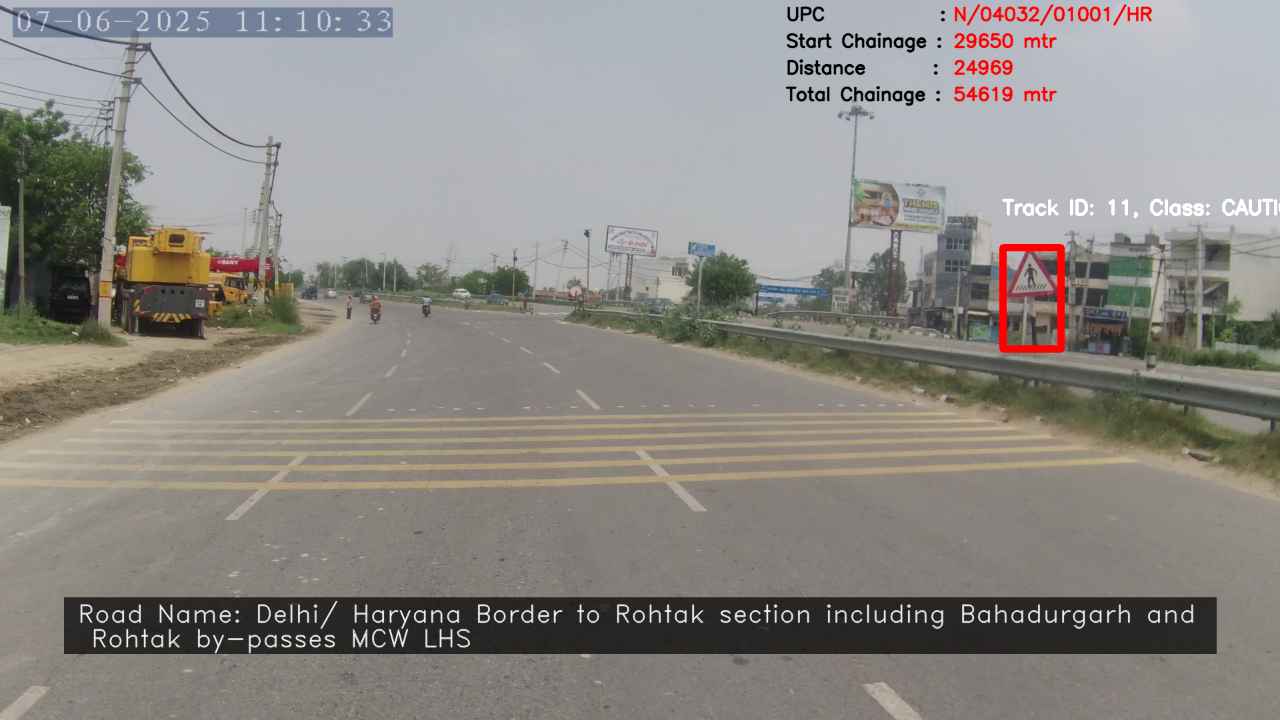 07-06-2025 11:10:33
UPC : N/04032/01001/HR
Start Chainage : 29650 mtr
Distance : 24969
Total Chainage : 54619 mtr
Track ID: 11, Class: CAUTI
Road Name: Delhi/ Haryana Border to Rohtak section including Bahadurgarh and
Rohtak by-passes MCW LHS